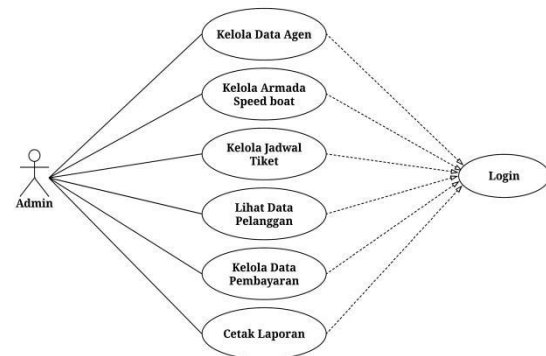 Kelola Data Agen
Kelola Armada
Speed boat
Kelola Jadwal
Tiket
Admin
Login
Lihat Data
Pelanggan
Kelola Data
Pembayaran
Cetak Laporan